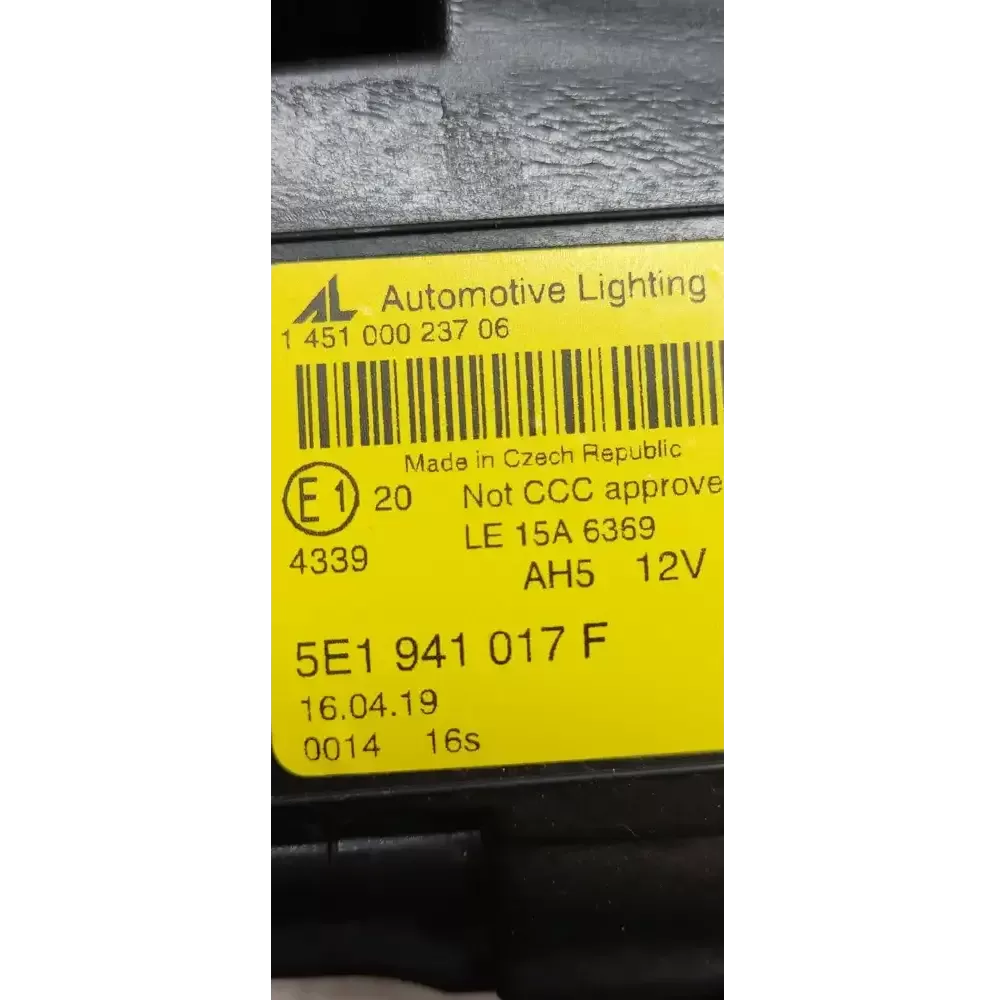 AL Automotive Lighting
1 451 000 237 06
Made in Czech Republic
E1 20 Not CCC approve
4339 LE 15A 6369
AH5 12V
5E1 941 017 F
16.04.19
0014 16s